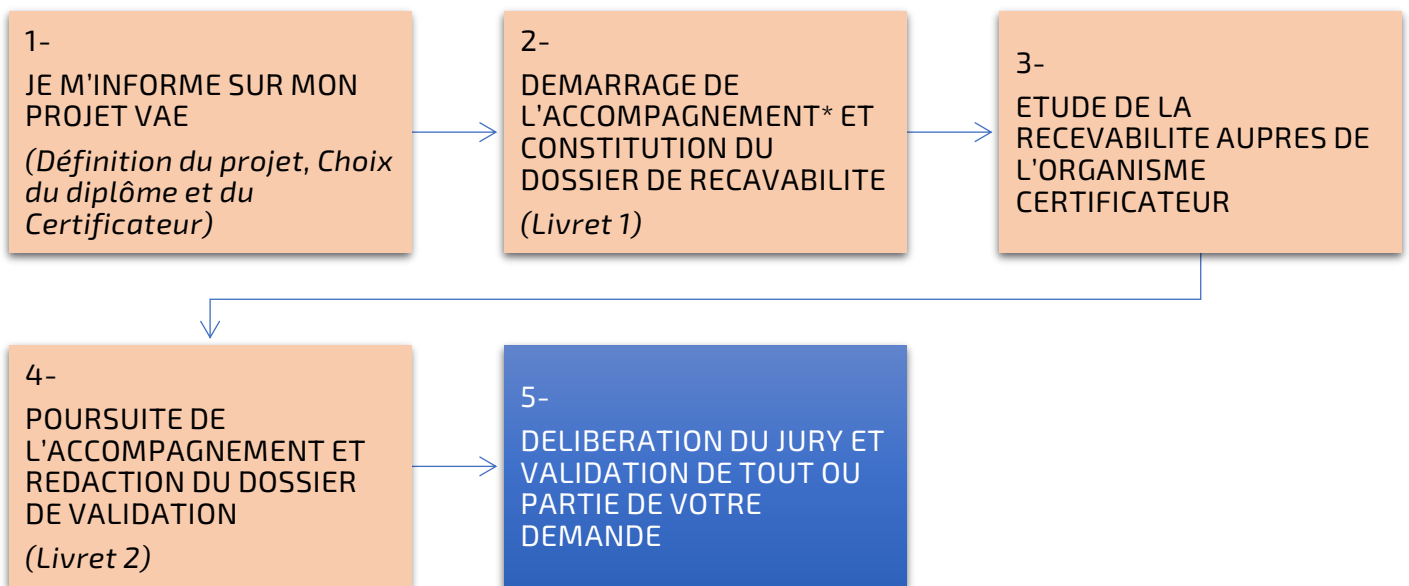 1-
JE M'INFORME SUR MON
PROJET VAE
(Définition du projet, Choix
du diplôme et du
Certificateur)
2-
DEMARRAGE DE
L'ACCOMPAGNEMENT* ET
CONSTITUTION DU
DOSSIER DE RECAVABILITE
(Livret 1)
3-
ETUDE DE LA
RECEVABILITE AUPRES DE
L'ORGANISME
CERTIFICATEUR
4-
POURSUITE DE
L'ACCOMPAGNEMENT ET
REDACTION DU DOSSIER
DE VALIDATION
(Livret 2)
5-
DELIBERATION DU JURY ET
VALIDATION DE TOUT OU
PARTIE DE VOTRE
DEMANDE